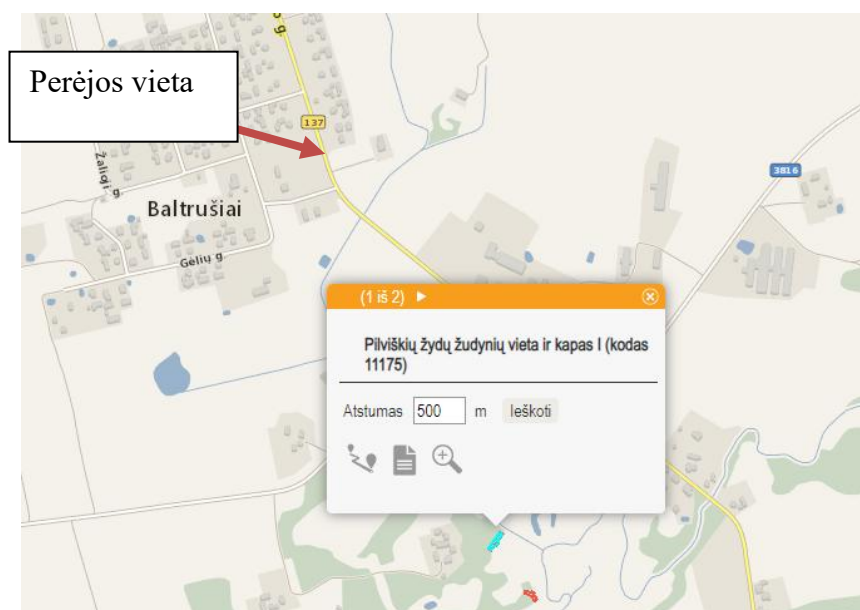 o g.
Perėjos vieta
137
3816
Žalioji g.
Baltrušiai
Gėlių g.
(1 iš 2)
Pilviškių žydų žudynių vieta ir kapas I (kodas
11175)
Atstumas 500 m Ieškoti